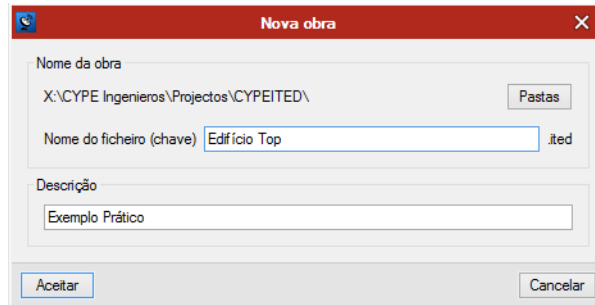 Nova obra
Nome da obra
X:\CYPE Ingenieros\Projectos\CYPEITED\
Pastas
Nome do ficheiro (chave) Edifício Top .ited
Descrição
Exemplo Prático
Aceitar Cancelar